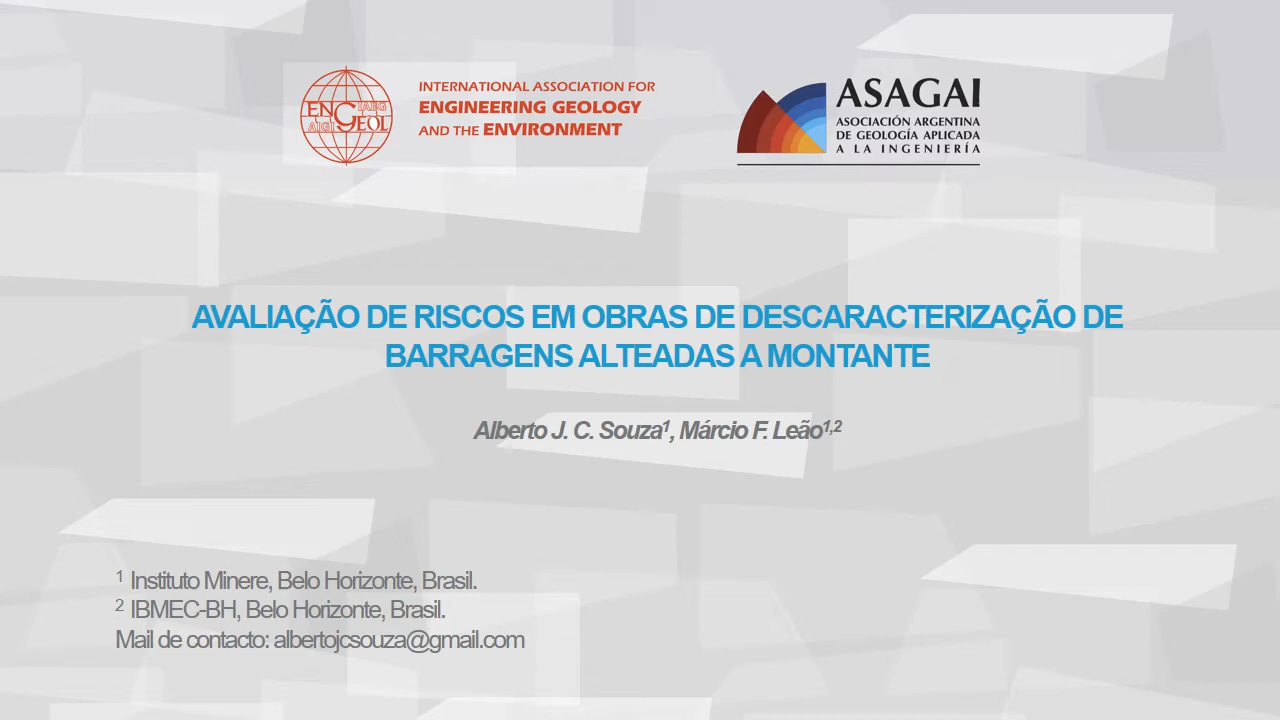 ENGEOL
IAEG
AIGI
INTERNATIONAL ASSOCIATION FOR
ENGINEERING GEOLOGY
AND THE ENVIRONMENT
ASAGAI
ASOCIACIÓN ARGENTINA
DE GEOLOGÍA APLICADA
A LA INGENIERÍA
AVALIAÇÃO DE RISCOS EM OBRAS DE DESCARACTERIZAÇÃO DE
BARRAGENS ALTEADAS A MONTANTE
Alberto J. C. Souza¹, Márcio F. Leão¹,²
¹ Instituto Minere, Belo Horizonte, Brasil.
² IBMEC-BH, Belo Horizonte, Brasil.
Mail de contacto: albertojcsouza@gmail.com